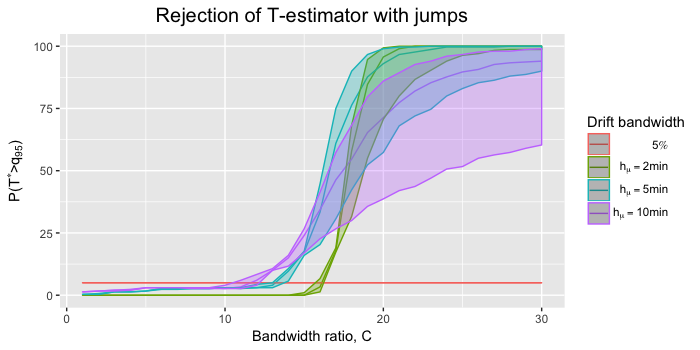 Rejection of T-estimator with jumps
P(T*>q95)
100
75
50
25
0
0 10 20 30
Bandwidth ratio, C
Drift bandwidth
5%
hμ = 2min
hμ = 5min
hμ = 10min